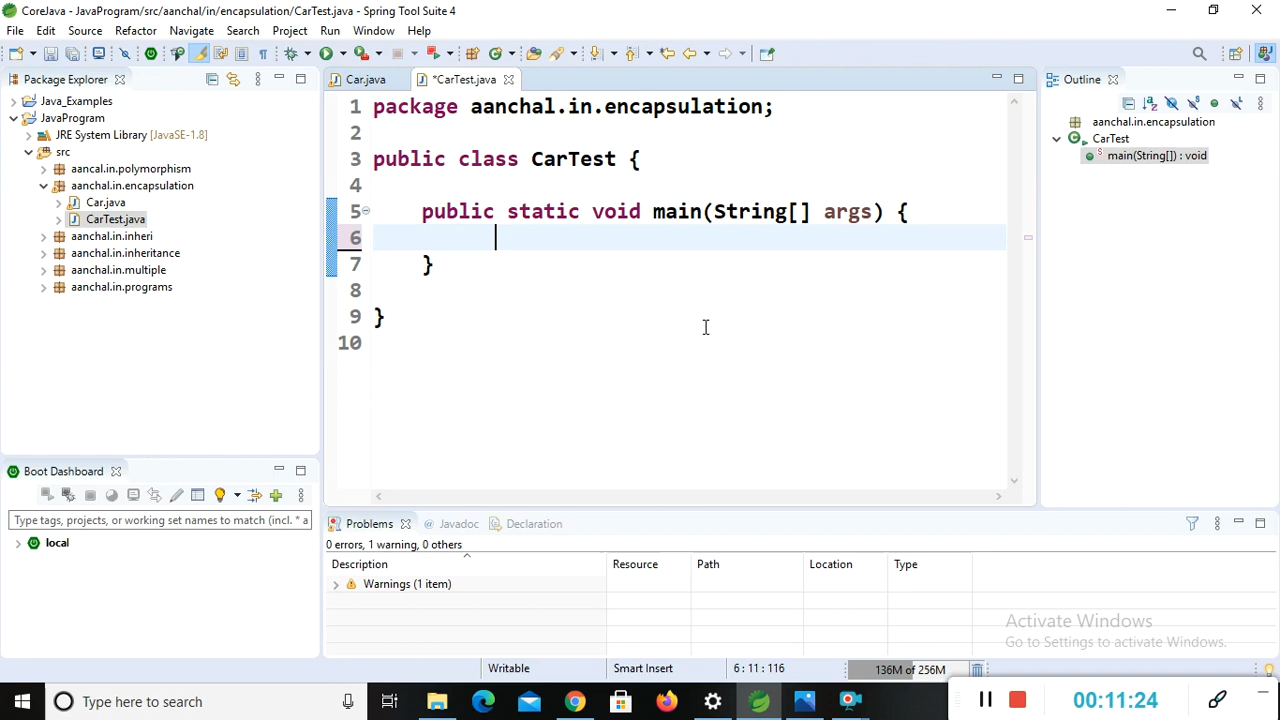 CoreJava - JavaProgram/src/aanchal/in/encapsulation/CarTest.java - Spring Tool Suite 4
File Edit Source Refactor Navigate Search Project Run Window Help
Package Explorer
Java_Examples
JavaProgram
JRE System Library [JavaSE-1.8]
src
aancal.in.polymorphism
aanchal.in.encapsulation
Car.java
CarTest.java
aanchal.in.inheri
aanchal.in.inheritance
aanchal.in.multiple
aanchal.in.programs
Car.java
*CarTest.java
1 package aanchal.in.encapsulation;
2
3 public class CarTest {
4
5 public static void main(String[] args) {
6
7 }
8
9 }
10
Outline
aanchal.in.encapsulation
CarTest
main(String[]) : void
Boot Dashboard
Type tags, projects, or working set names to match (incl. * a
local
Problems @ Javadoc Declaration
0 errors, 1 warning, 0 others
Description Resource Path Location Type
Warnings (1 item)
Activate Windows
Go to Settings to activate Windows.
Writable Smart Insert 6 : 11 : 116 136M of 256M
Type here to search
00:11:24